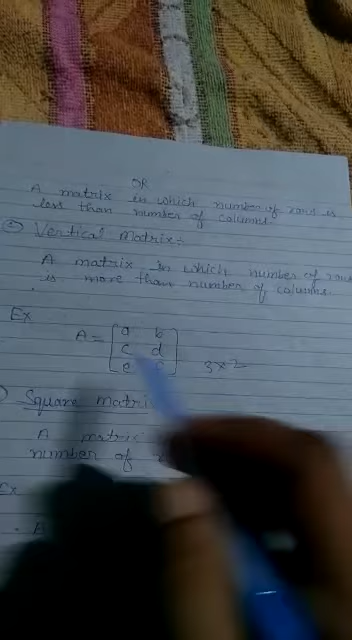 OR
A matrix in which number of rows is
less than number of columns.
② Vertical Matrix:-
A matrix in which number of rows
is more than number of columns.
Ex
A = [a b
c d
e f] 3×2
Square Matrix
A matrix
number of
Ex
A